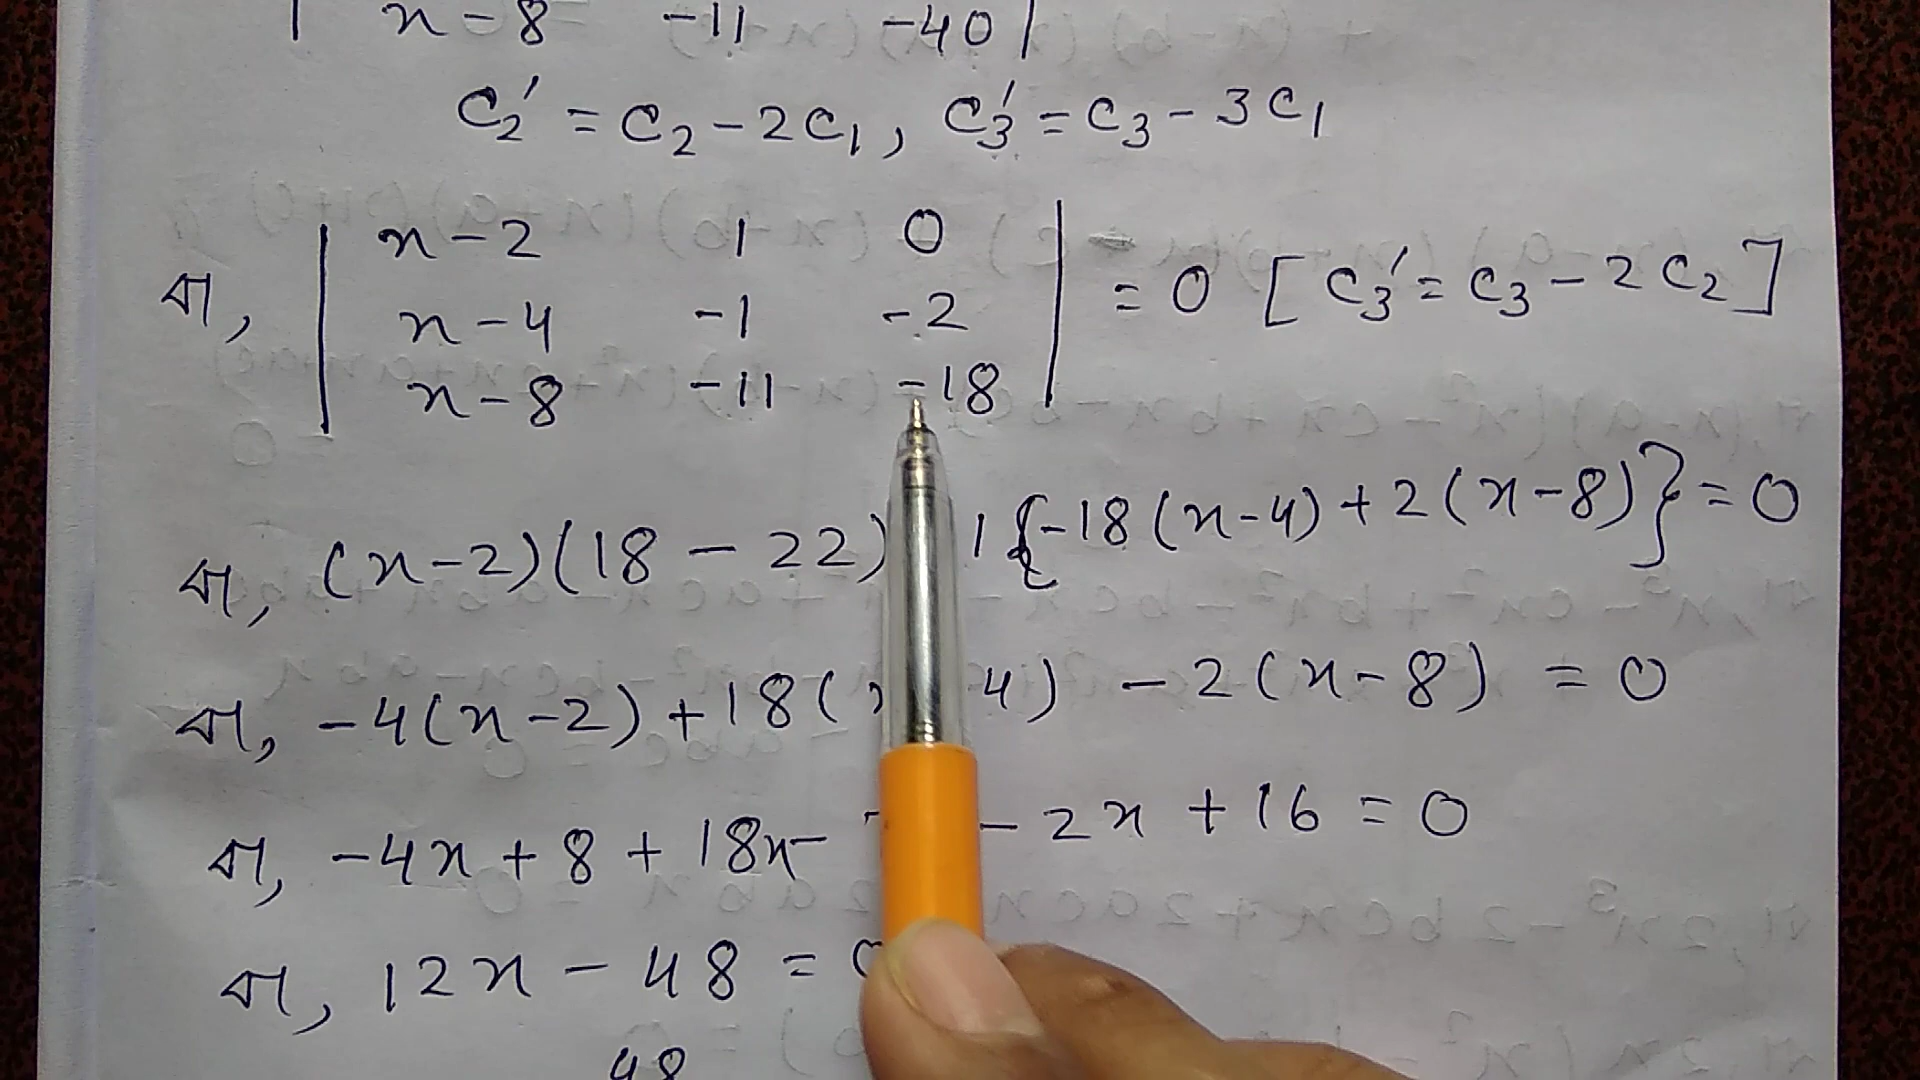 | x-8 -11 -40 |
C₂' = C₂ - 2C₁, C₃' = C₃ - 3C₁
| x-2 1 0 |
বা, | x-4 -1 -2 | = 0 [C₃' = C₃ - 2C₂]
| x-8 -11 -18 |
বা, (x-2)(18 - 22) 1{-18(x-4)+2(x-8)} = 0
বা, -4(x-2)+18( 4) - 2(x-8) = 0
বা, -4x+8+18x- - 2x+16 = 0
বা, 12x - 48 =
48